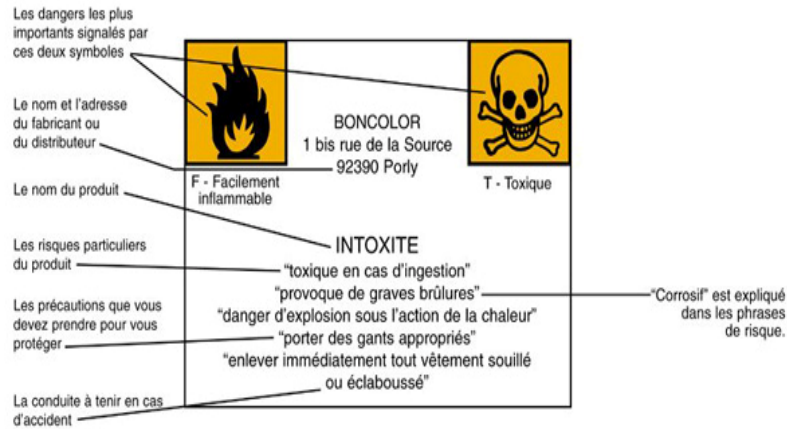 Les dangers les plus
importants signalés par
ces deux symboles
Le nom et l'adresse
du fabricant ou
du distributeur
Le nom du produit
Les risques particuliers
du produit
Les précautions que vous
devez prendre pour vous
protéger
La conduite à tenir en cas
d'accident
F - Facilement
inflammable
BONCOLOR
1 bis rue de la Source
92390 Porly
T - Toxique
INTOXITE
“toxique en cas d'ingestion”
“provoque de graves brûlures”
“danger d'explosion sous l'action de la chaleur”
“porter des gants appropriés”
“enlever immédiatement tout vêtement souillé
ou éclaboussé”
“Corrosif” est expliqué
dans les phrases
de risque.